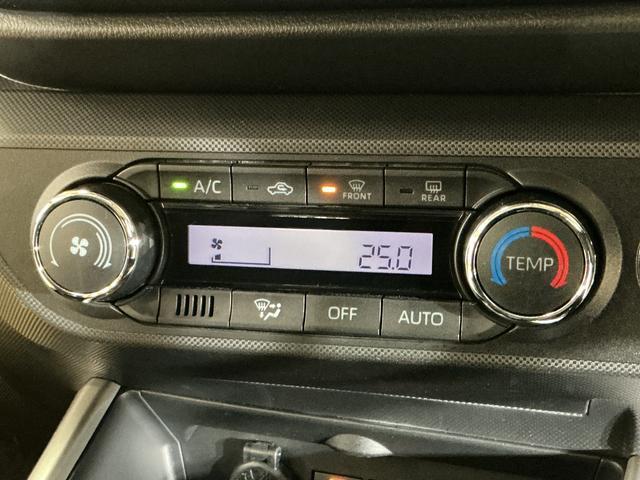 A/C
FRONT
REAR
25.0
TEMP
OFF
AUTO